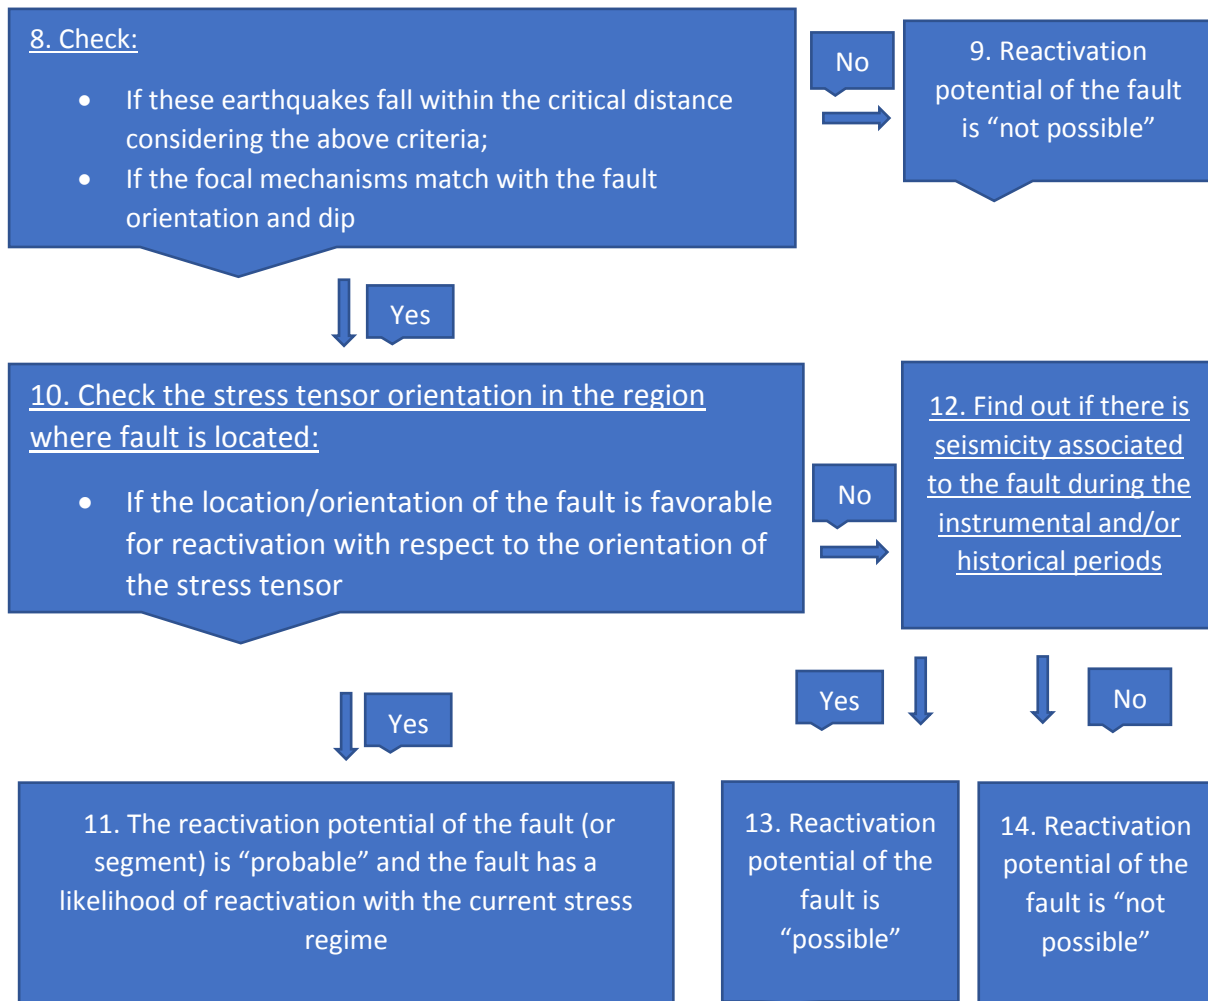 8. Check:
• If these earthquakes fall within the critical distance
considering the above criteria;
• If the focal mechanisms match with the fault
orientation and dip
No
9. Reactivation
potential of the fault
is “not possible”
Yes
10. Check the stress tensor orientation in the region
where fault is located:
• If the location/orientation of the fault is favorable
for reactivation with respect to the orientation of
the stress tensor
No
12. Find out if there is
seismicity associated
to the fault during the
instrumental and/or
historical periods
Yes
Yes
No
11. The reactivation potential of the fault (or
segment) is “probable” and the fault has a
likelihood of reactivation with the current stress
regime
13. Reactivation
potential of the
fault is
“possible”
14. Reactivation
potential of the
fault is “not
possible”